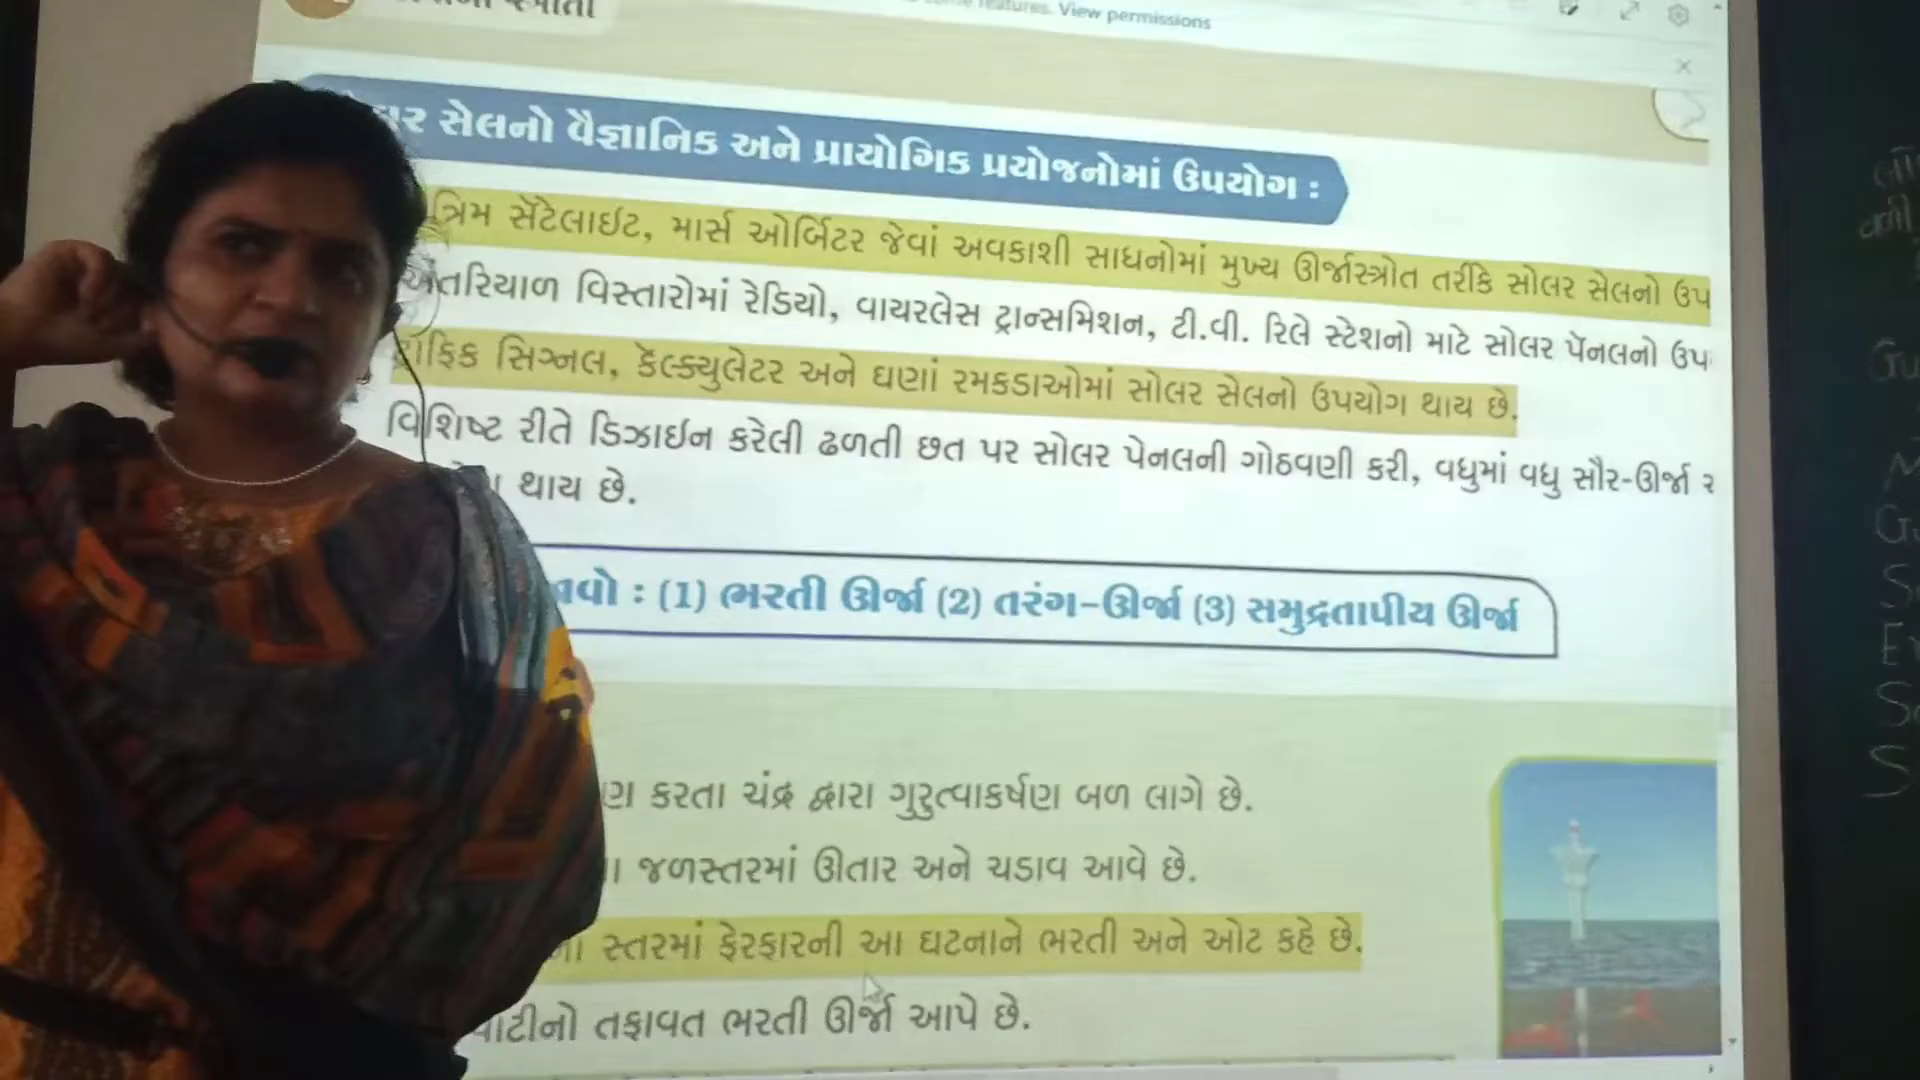 features. View permissions
સેલનો વૈજ્ઞાનિક અને પ્રાયોગિક પ્રયોજનોમાં ઉપયોગ :
સૅટેલાઈટ, માર્સ ઓર્બિટર જેવાં અવકાશી સાધનોમાં મુખ્ય ઊર્જાસ્ત્રોત તરીકે સોલર સેલનો ઉપ
અંતરિયાળ વિસ્તારોમાં રેડિયો, વાયરલેસ ટ્રાન્સમિશન, ટી.વી. રિલે સ્ટેશનો માટે સોલર પૅનલનો ઉપ
ટ્રાફિક સિગ્નલ, કૅલ્ક્યુલેટર અને ઘણાં રમકડાઓમાં સોલર સેલનો ઉપયોગ થાય છે.
વિશિષ્ટ રીતે ડિઝાઇન કરેલી ઢળતી છત પર સોલર પેનલની ગોઠવણી કરી, વધુમાં વધુ સૌર-ઊર્જા
થાય છે.
: (1) ભરતી ઊર્જા (2) તરંગ-ઊર્જા (3) સમુદ્રતાપીય ઊર્જા
કરતા ચંદ્ર દ્વારા ગુરુત્વાકર્ષણ બળ લાગે છે.
જળસ્તરમાં ઊતાર અને ચડાવ આવે છે.
સ્તરમાં ફેરફારની આ ઘટનાને ભરતી અને ઓટ કહે છે.
તફાવત ભરતી ઊર્જા આપે છે.